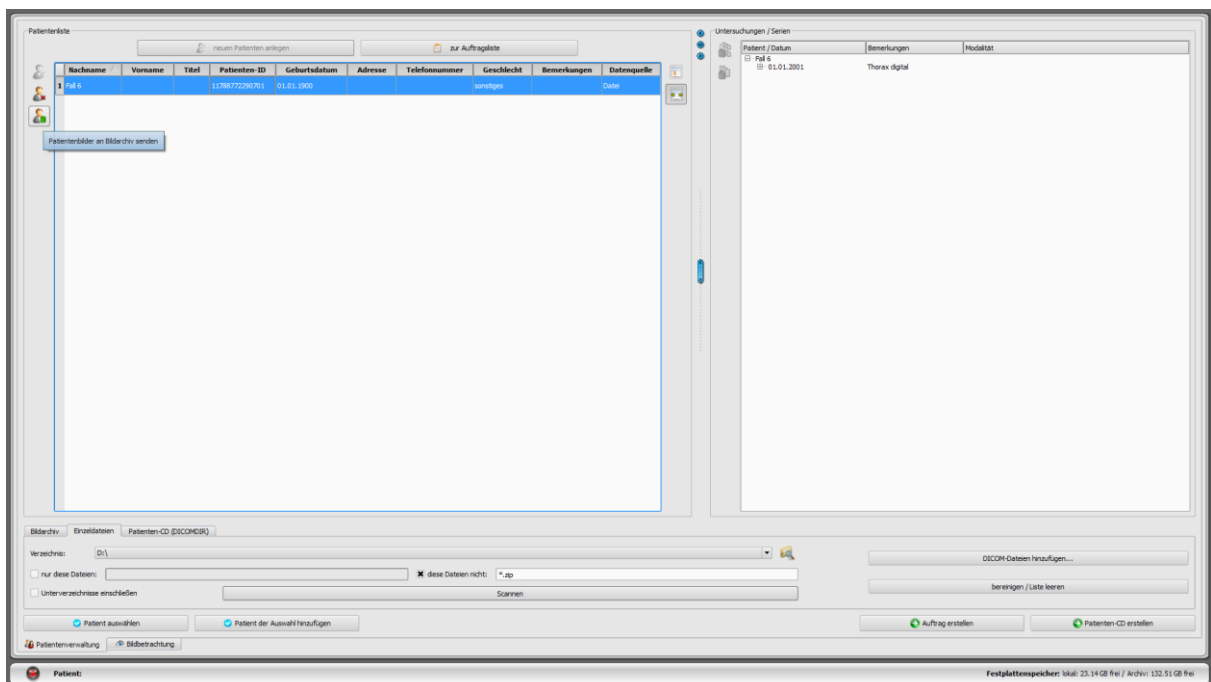 Patientenliste
neuen Patienten anlegen
zur Auftragsliste
Nachname Vorname Titel Patienten-ID Geburtsdatum Adresse Telefonnummer Geschlecht Bemerkungen Datenquelle
1 Fall 6 11788772290701 01.01.1900 sonstiges Datei
Patientenbilder an Bildarchiv senden
Untersuchungen / Serien
Patient / Datum Bemerkungen Modalität
Fall 6
01.01.2001 Thorax digital
Bildarchiv Einzeldateien Patienten-CD (DICOMDIR)
Verzeichnis: D:\
nur diese Dateien: diese Dateien nicht: *.zip
Unterverzeichnisse einschließen Scannen
DICOM-Dateien hinzufügen...
bereinigen / Liste leeren
Patient auswählen Patient der Auswahl hinzufügen Auftrag erstellen Patienten-CD erstellen
Patientenverwaltung Bildbetrachtung
Patient: Festplattenspeicher: lokal: 23.14 GB frei / Archiv: 132.51 GB frei